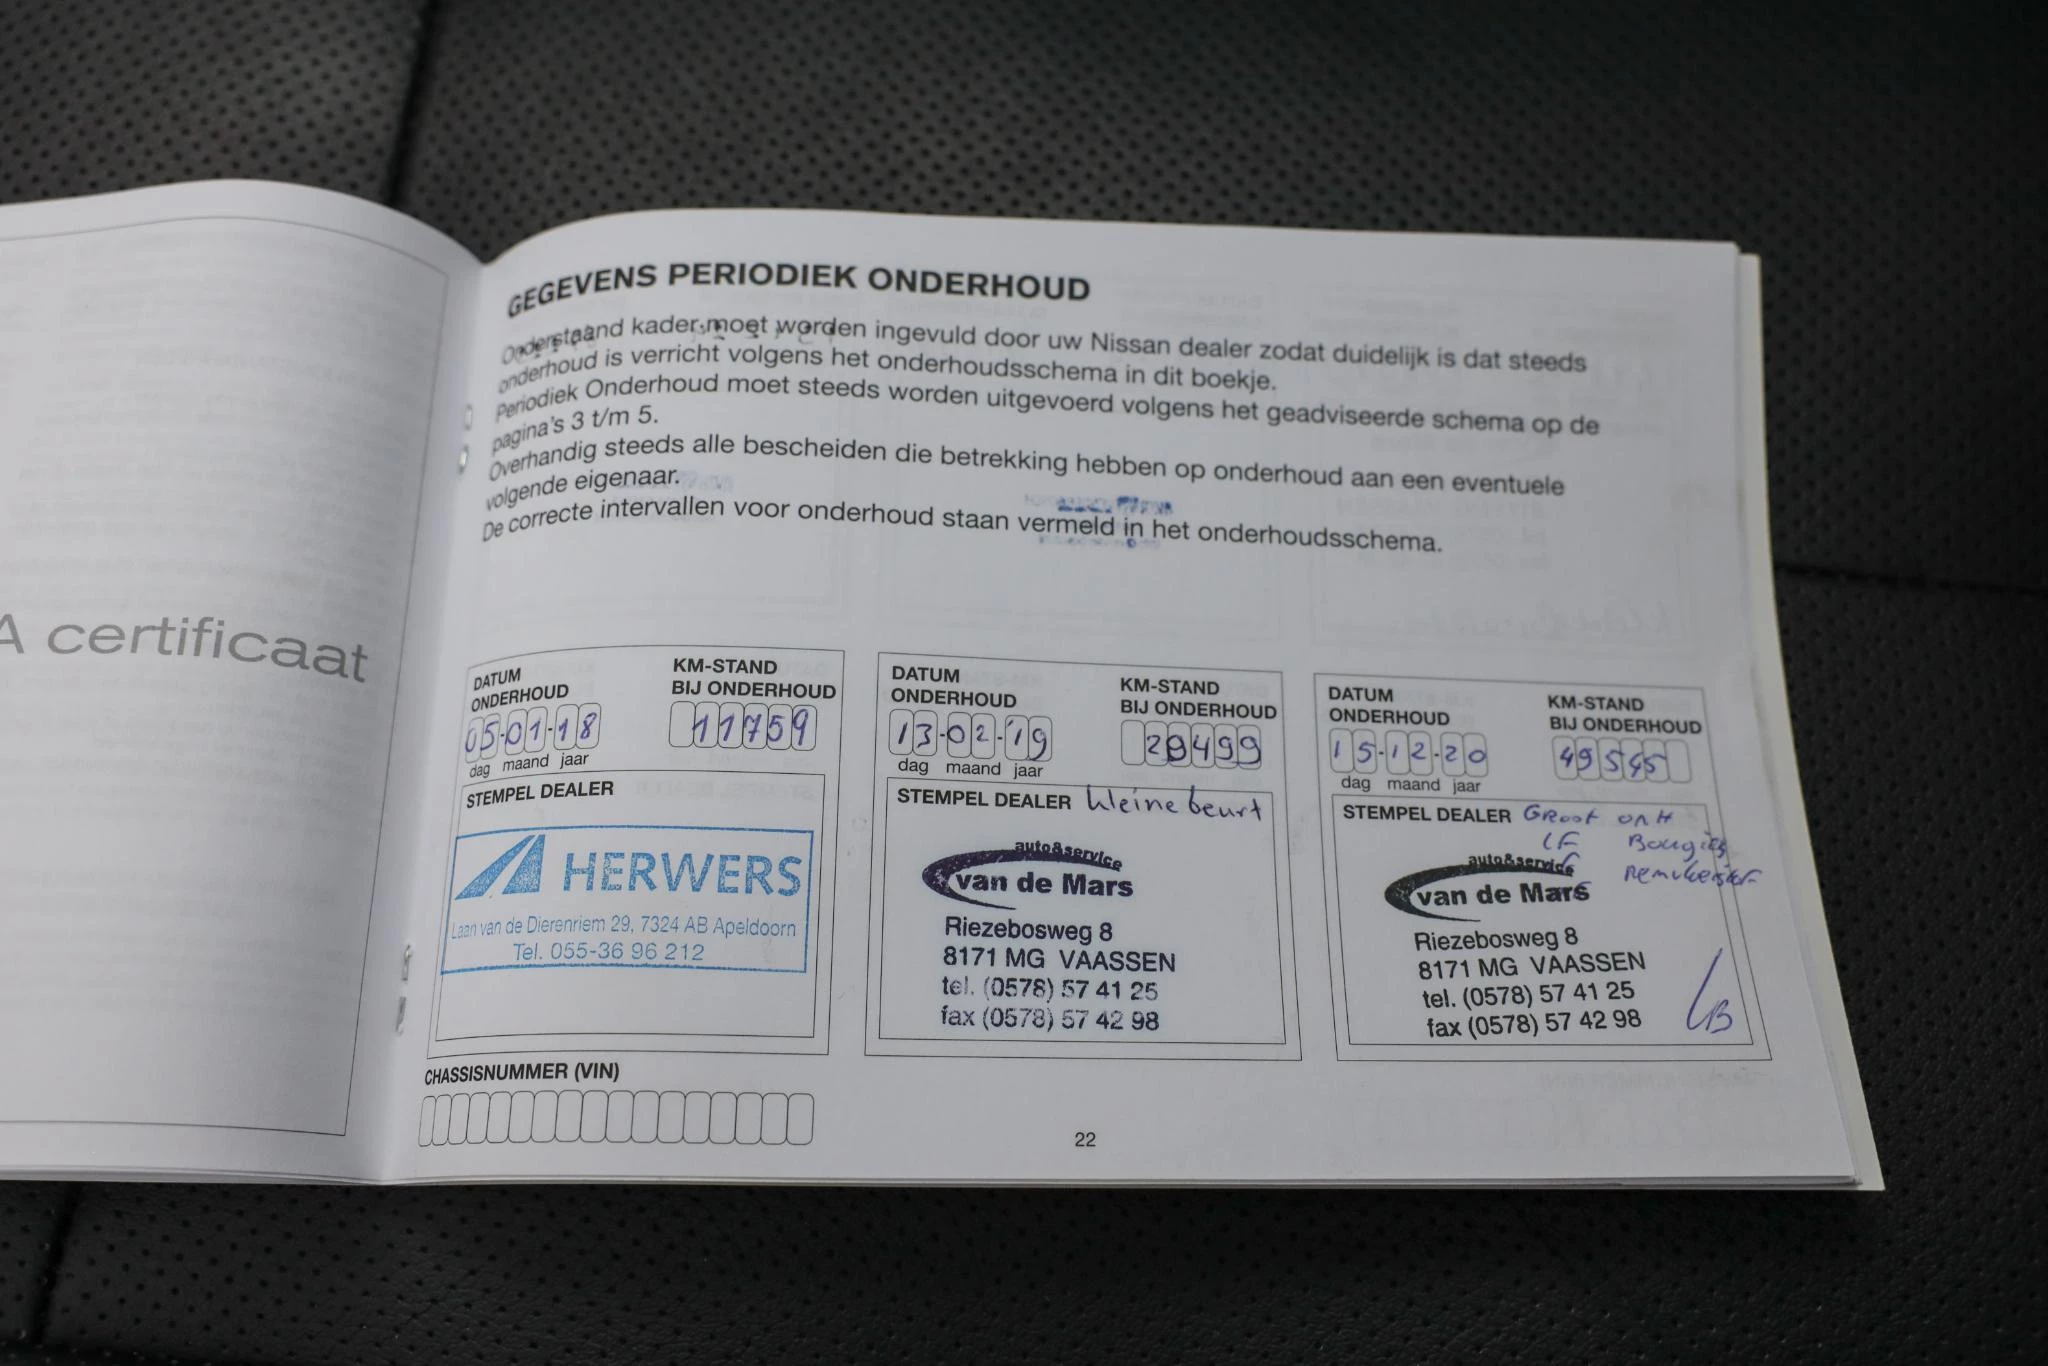 A certificaat
GEGEVENS PERIODIEK ONDERHOUD
Onderstaand kader moet worden ingevuld door uw Nissan dealer zodat duidelijk is dat steeds
onderhoud is verricht volgens het onderhoudsschema in dit boekje.
Periodiek Onderhoud moet steeds worden uitgevoerd volgens het geadviseerde schema op de
pagina's 3 t/m 5.
Overhandig steeds alle bescheiden die betrekking hebben op onderhoud aan een eventuele
volgende eigenaar.
De correcte intervallen voor onderhoud staan vermeld in het onderhoudsschema.
DATUM
ONDERHOUD
05-01-18
dag maand jaar
KM-STAND
BIJ ONDERHOUD
11759
STEMPEL DEALER
HERWERS
Laan van de Dierenriem 29, 7324 AB Apeldoorn
Tel. 055-36 96 212
DATUM
ONDERHOUD
13-02-'19
dag maand jaar
KM-STAND
BIJ ONDERHOUD
28499
STEMPEL DEALER kleine beurt
auto&service
van de Mars
Riezebosweg 8
8171 MG VAASSEN
tel. (0578) 57 41 25
fax (0578) 57 42 98
DATUM
ONDERHOUD
15-12-20
dag maand jaar
KM-STAND
BIJ ONDERHOUD
49545
STEMPEL DEALER Groot onH
LF Bougies
auto&service
van de Mars
Riezebosweg 8
8171 MG VAASSEN
tel. (0578) 57 41 25
fax (0578) 57 42 98
CHASSISNUMMER (VIN)
22